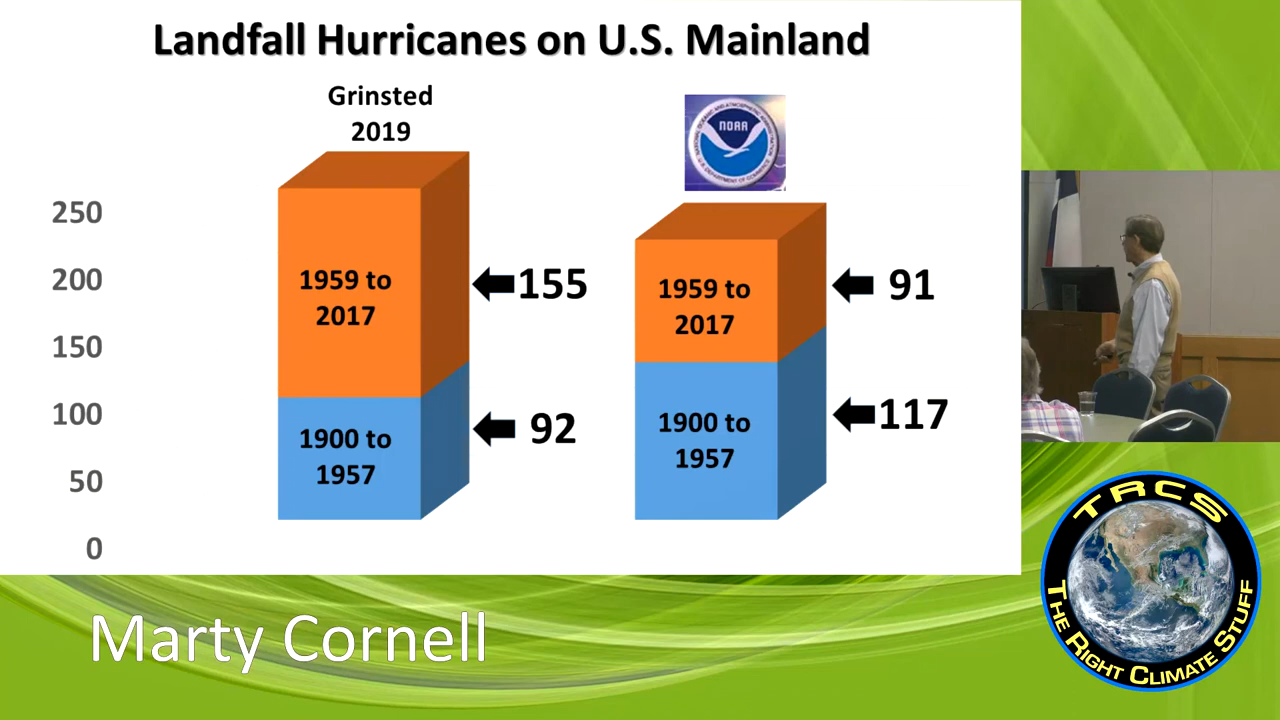 Landfall Hurricanes on U.S. Mainland
Grinsted
2019
NOAA
250
200
150
100
50
0
1959 to
2017
155
1900 to
1957
92
1959 to
2017
91
1900 to
1957
117
Marty Cornell
TRCS
THE RIGHT CLIMATE STUFF